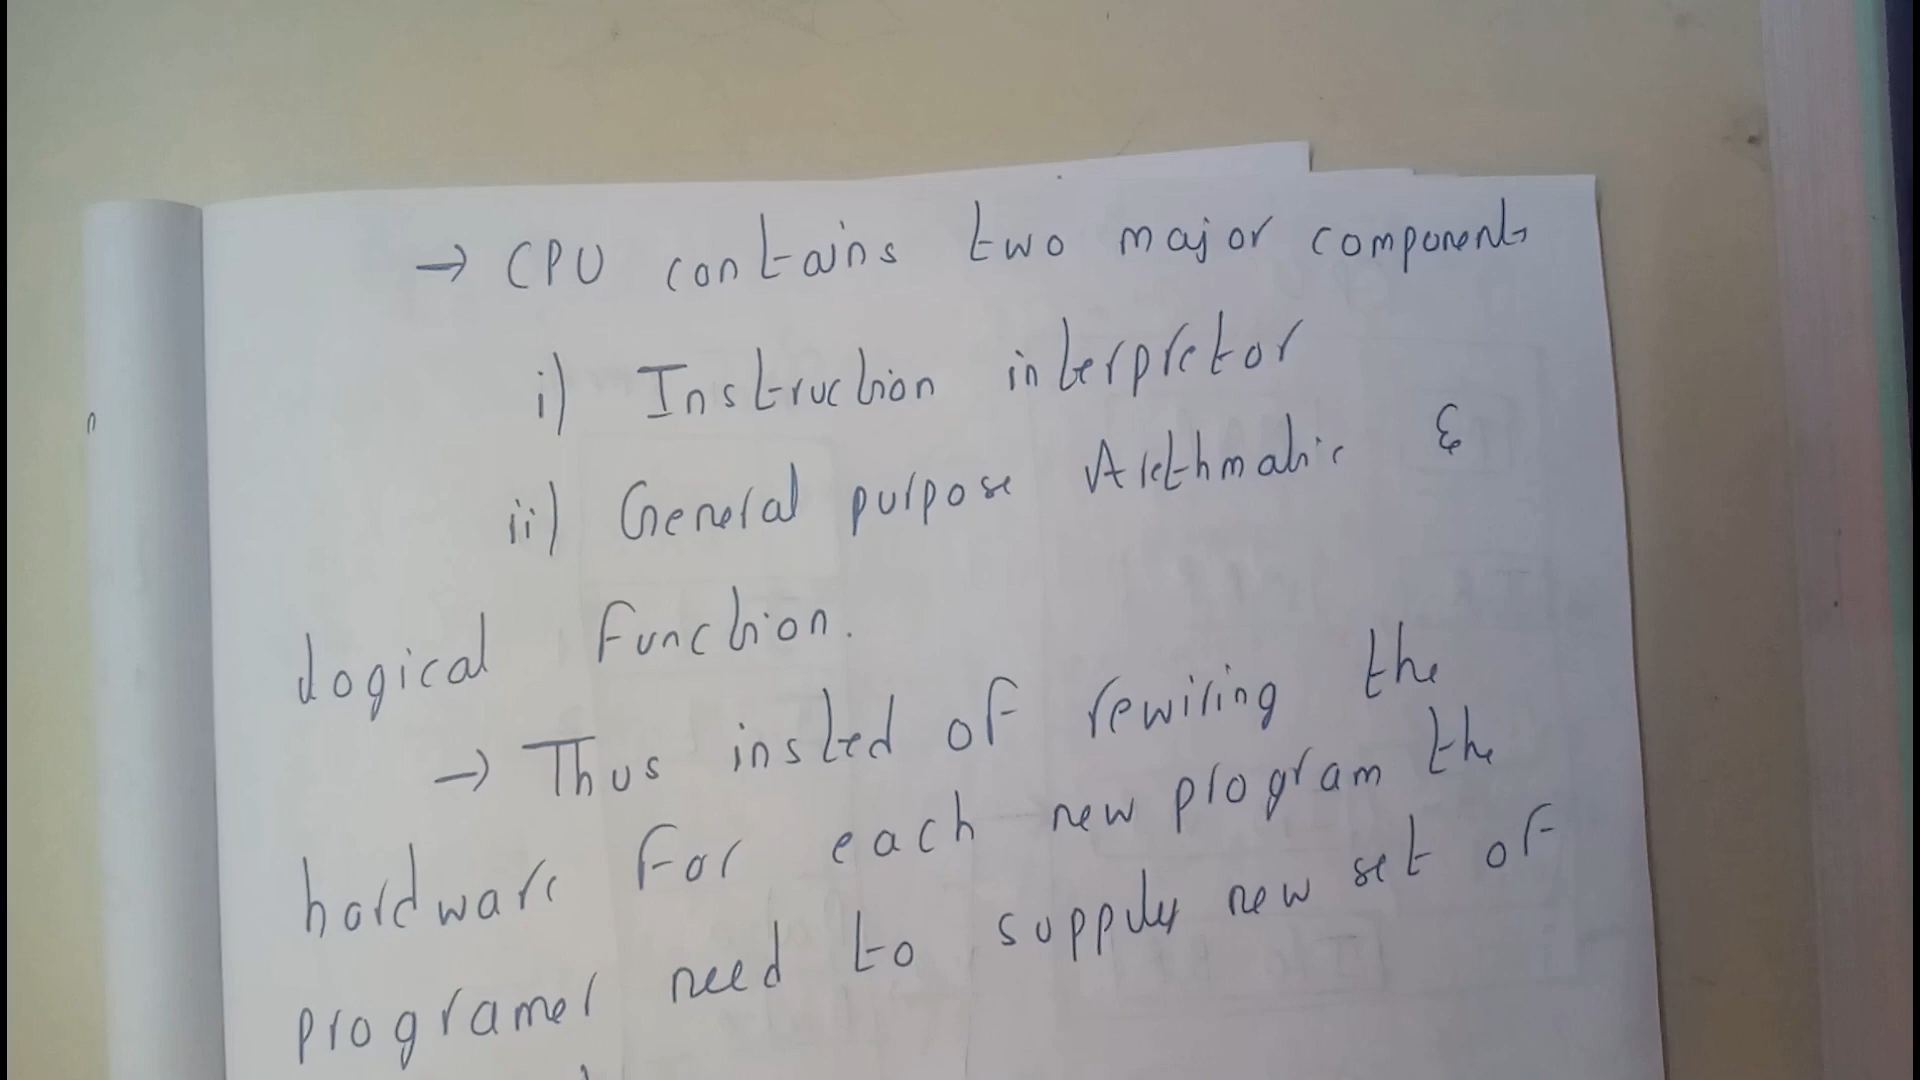 → CPU contains two major components
i) Instruction interpretor
ii) General purpose Arethmatic &
Logical Function.
→ Thus insted of rewiring the
hardware For each new program the
programer need to supply new set of